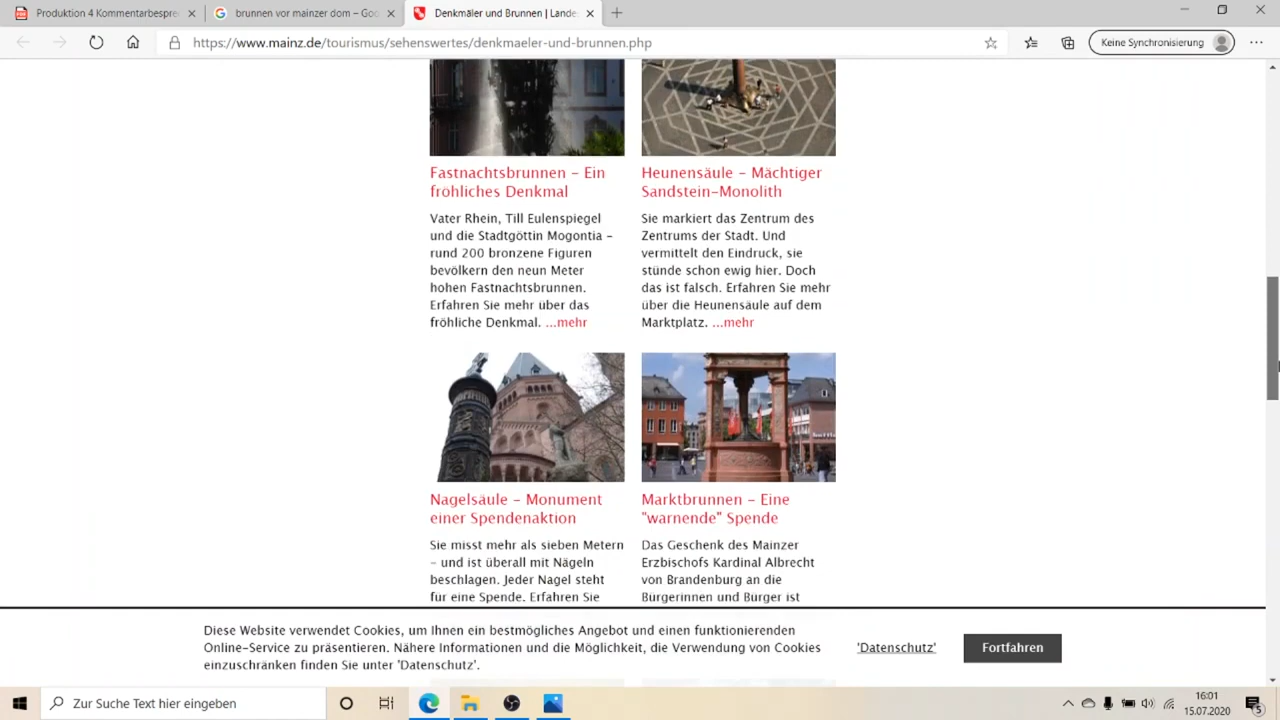 Produktion 4 Kommentarbespre
brunnen vor mainzer dom – Goo
Denkmäler und Brunnen | Landes
https://www.mainz.de/tourismus/sehenswertes/denkmaeler-und-brunnen.php
Keine Synchronisierung
Fastnachtsbrunnen – Ein
fröhliches Denkmal
Vater Rhein, Till Eulenspiegel
und die Stadtgöttin Mogontia –
rund 200 bronzene Figuren
bevölkern den neun Meter
hohen Fastnachtsbrunnen.
Erfahren Sie mehr über das
fröhliche Denkmal. ...mehr
Heunensäule – Mächtiger
Sandstein-Monolith
Sie markiert das Zentrum des
Zentrums der Stadt. Und
vermittelt den Eindruck, sie
stünde schon ewig hier. Doch
das ist falsch. Erfahren Sie mehr
über die Heunensäule auf dem
Marktplatz. ...mehr
Nagelsäule – Monument
einer Spendenaktion
Sie misst mehr als sieben Metern
– und ist überall mit Nägeln
beschlagen. Jeder Nagel steht
für eine Spende. Erfahren Sie
Marktbrunnen – Eine
"warnende" Spende
Das Geschenk des Mainzer
Erzbischofs Kardinal Albrecht
von Brandenburg an die
Bürgerinnen und Bürger ist
Diese Website verwendet Cookies, um Ihnen ein bestmögliches Angebot und einen funktionierenden
Online-Service zu präsentieren. Nähere Informationen und die Möglichkeit, die Verwendung von Cookies
einzuschränken finden Sie unter 'Datenschutz'.
'Datenschutz'
Fortfahren
Zur Suche Text hier eingeben
16:01
15.07.2020
5